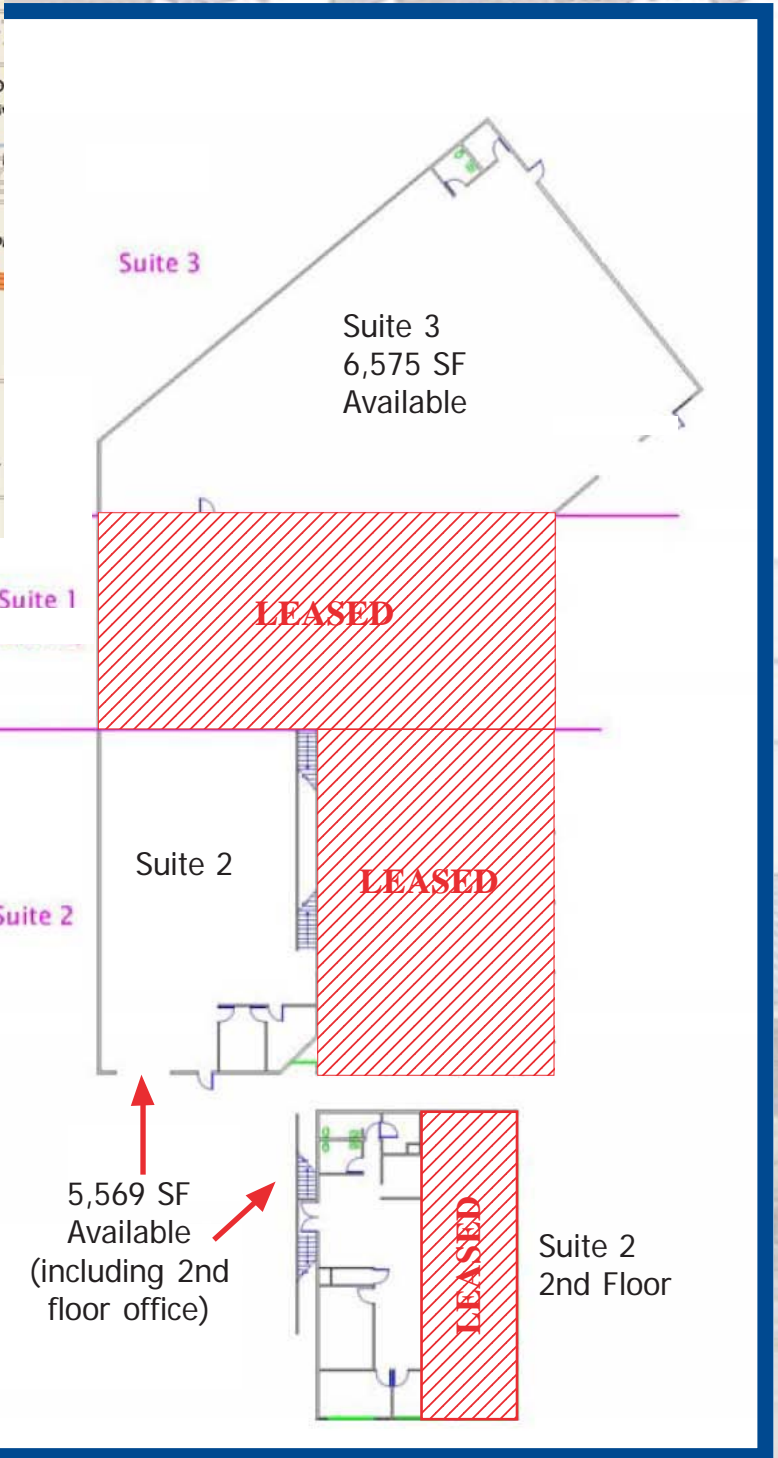 Suite 3
Suite 3
6,575 SF
Available
Suite 1
LEASED
Suite 2
LEASED
Suite 2
5,569 SF
Available
(including 2nd
floor office)
LEASED
Suite 2
2nd Floor